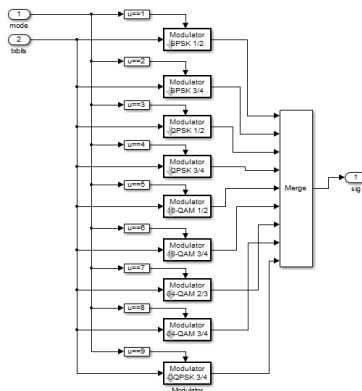 1
mode
2
txbits
u==1
Modulator
BPSK 1/2
u==2
Modulator
BPSK 3/4
u==3
Modulator
QPSK 1/2
u==4
Modulator
QPSK 3/4
u==5
Modulator
16-QAM 1/2
u==6
Modulator
16-QAM 3/4
u==7
Modulator
64-QAM 2/3
u==8
Modulator
64-QAM 3/4
u==9
Modulator
OQPSK 3/4
Modulator
Merge
1
sig